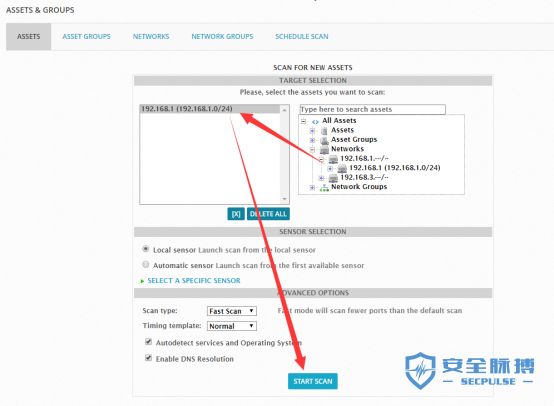 ASSETS & GROUPS
ASSETS ASSET GROUPS NETWORKS NETWORK GROUPS SCHEDULE SCAN
SCAN FOR NEW ASSETS
TARGET SELECTION
Please, select the assets you want to scan:
192.168.1 (192.168.1.0/24)
Type here to search assets
All Assets
Assets
Asset Groups
Networks
192.168.1.--/--
192.168.1 (192.168.1.0/24)
192.168.3.--/--
Network Groups
[X] DELETE ALL
SENSOR SELECTION
Local sensor Launch scan from the local sensor
Automatic sensor Launch scan from the first available sensor
SELECT A SPECIFIC SENSOR
ADVANCED OPTIONS
Scan type: Fast Scan Fast mode will scan fewer ports than the default scan
Timing template: Normal
Autodetect services and Operating System
Enable DNS Resolution
START SCAN
安全脉搏
SECPULSE